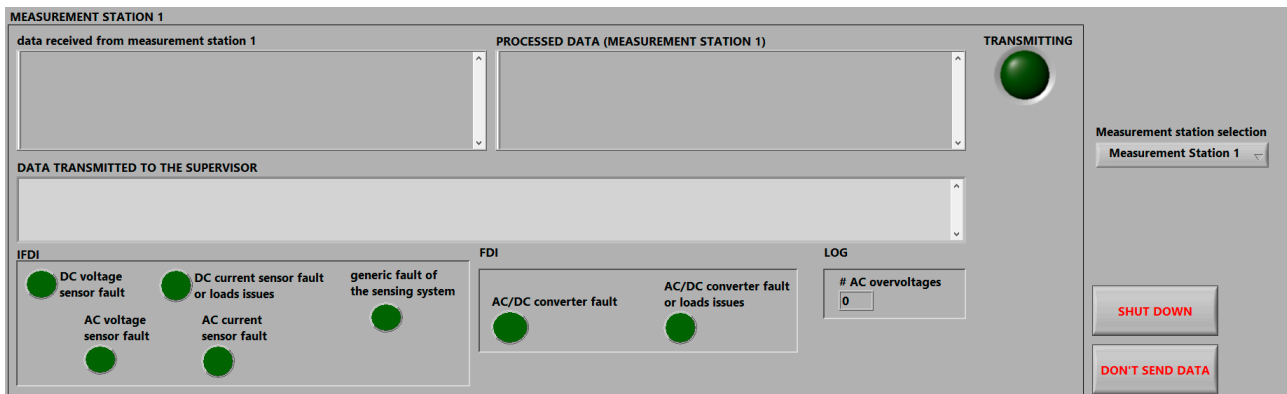 MEASUREMENT STATION 1
data received from measurement station 1
PROCESSED DATA (MEASUREMENT STATION 1)
TRANSMITTING
Measurement station selection
Measurement Station 1
DATA TRANSMITTED TO THE SUPERVISOR
IFDI
DC voltage
sensor fault
DC current sensor fault
or loads issues
generic fault of
the sensing system
AC voltage
sensor fault
AC current
sensor fault
FDI
AC/DC converter fault
AC/DC converter fault
or loads issues
LOG
# AC overvoltages
0
SHUT DOWN
DON'T SEND DATA